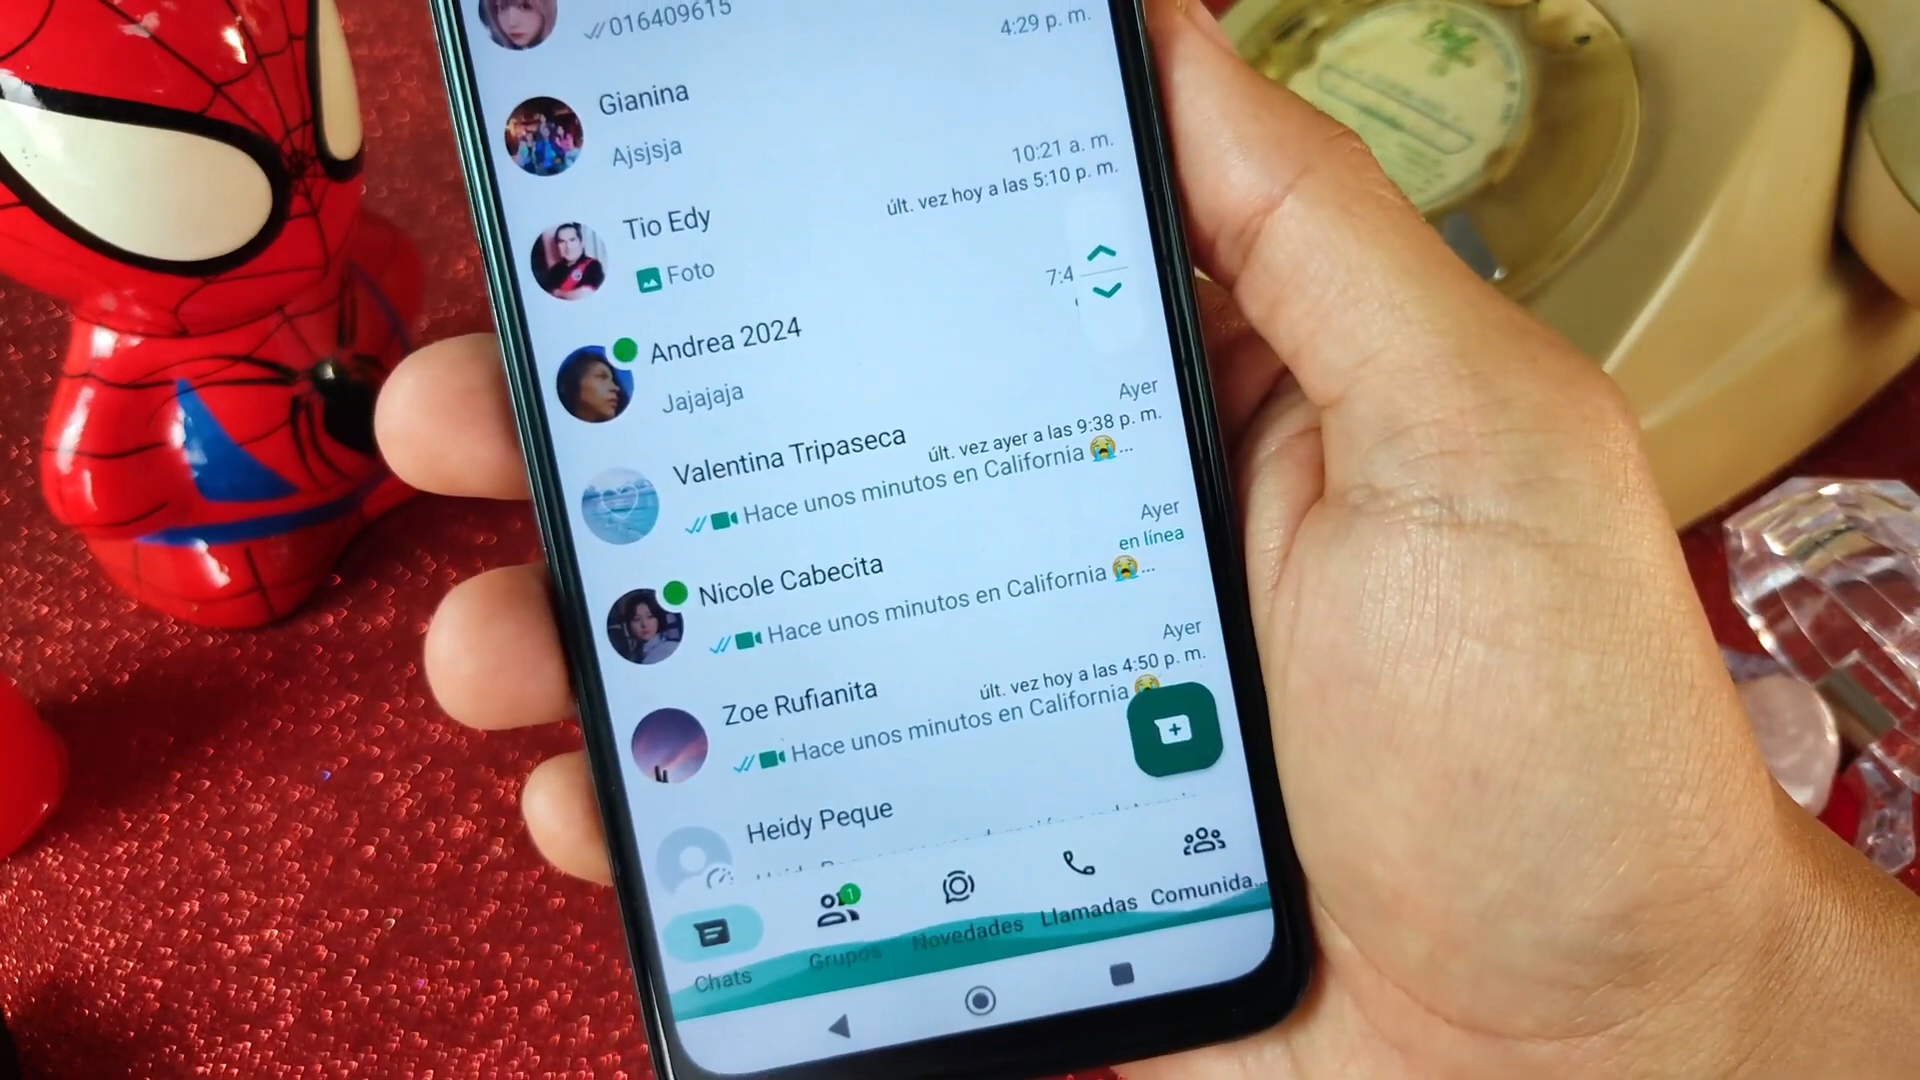 016409615
4:29 p. m.
Gianina
Ajsjsja
10:21 a. m.
últ. vez hoy a las 5:10 p. m.
Tio Edy
Foto
7:4
Andrea 2024
Jajajaja
Ayer
últ. vez ayer a las 9:38 p. m.
Valentina Tripaseca
Hace unos minutos en California 😭...
Ayer
en línea
Nicole Cabecita
Hace unos minutos en California 😭...
Ayer
últ. vez hoy a las 4:50 p. m.
Zoe Rufianita
Hace unos minutos en California 😭
Heidy Peque
1
Chats
Grupos
Novedades
Llamadas
Comunida...